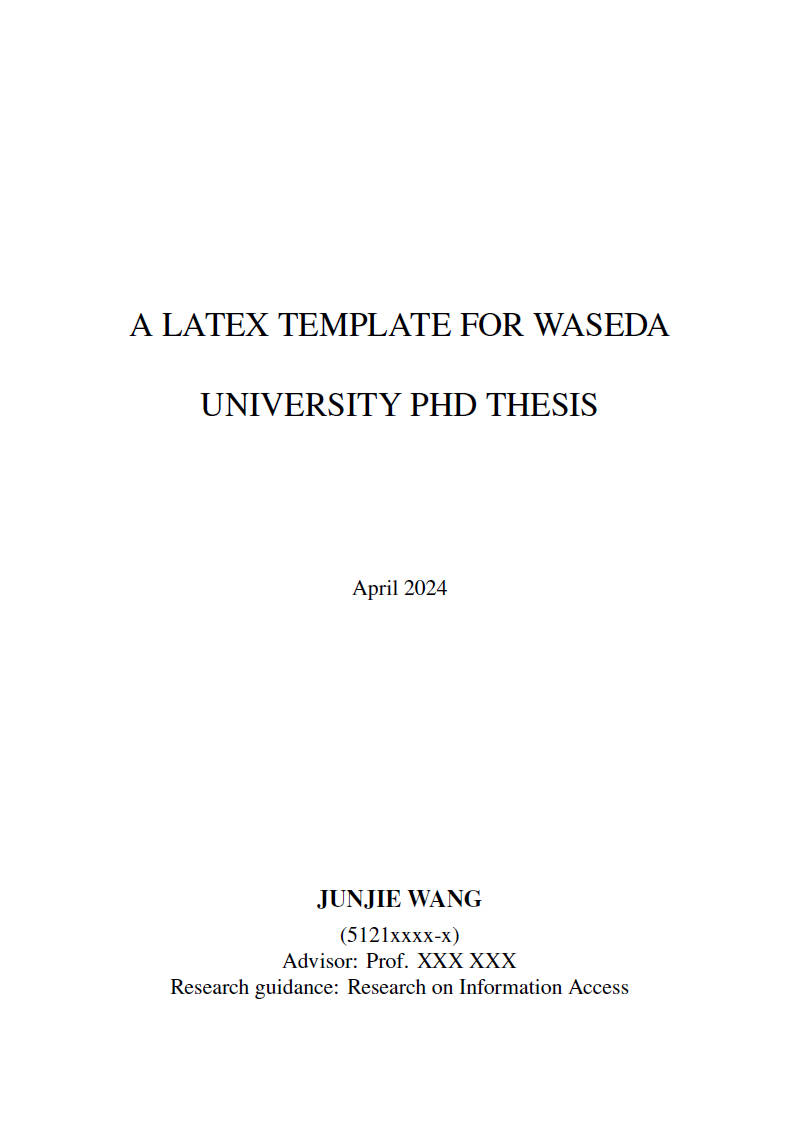 A LATEX TEMPLATE FOR WASEDA
UNIVERSITY PHD THESIS
April 2024
JUNJIE WANG
(5121xxxx-x)
Advisor: Prof. XXX XXX
Research guidance: Research on Information Access